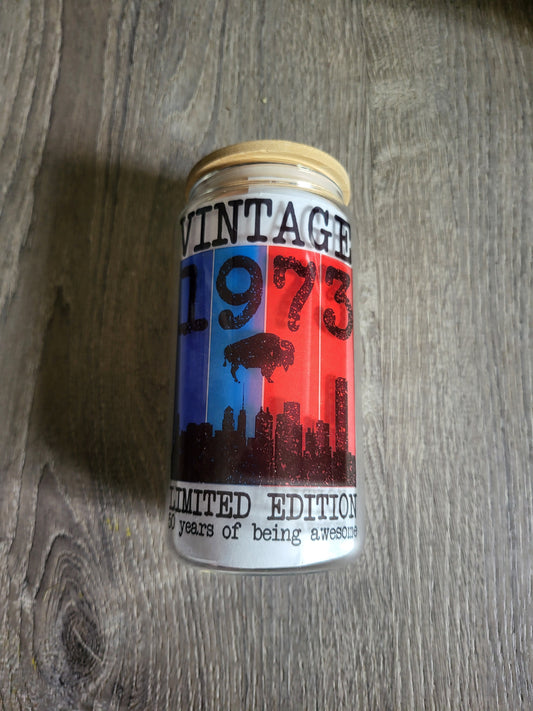 VINTAGE
1973
LIMITED EDITION
years of being awesome